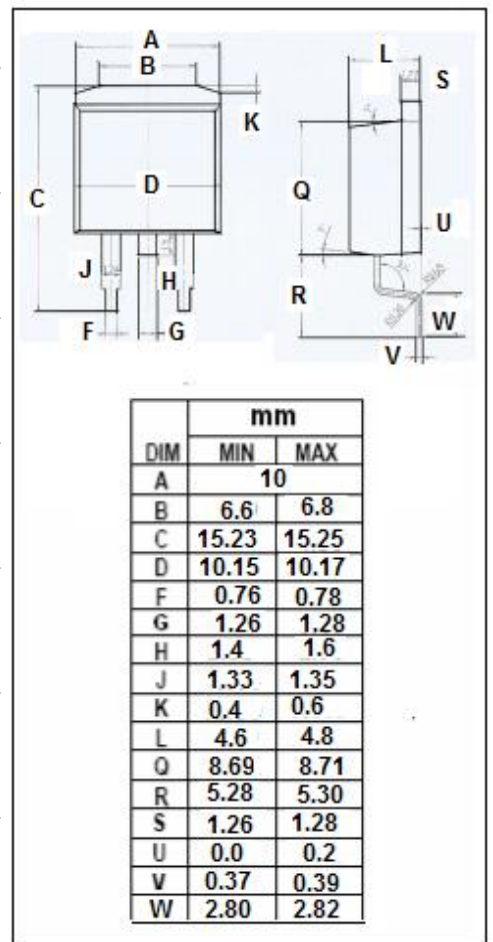 A
B
L
S
K
C
D
Q
U
J
H
R
W
F
G
V
mm
DIM MIN MAX
A 10
B 6.6 6.8
C 15.23 15.25
D 10.15 10.17
F 0.76 0.78
G 1.26 1.28
H 1.4 1.6
J 1.33 1.35
K 0.4 0.6
L 4.6 4.8
Q 8.69 8.71
R 5.28 5.30
S 1.26 1.28
U 0.0 0.2
V 0.37 0.39
W 2.80 2.82